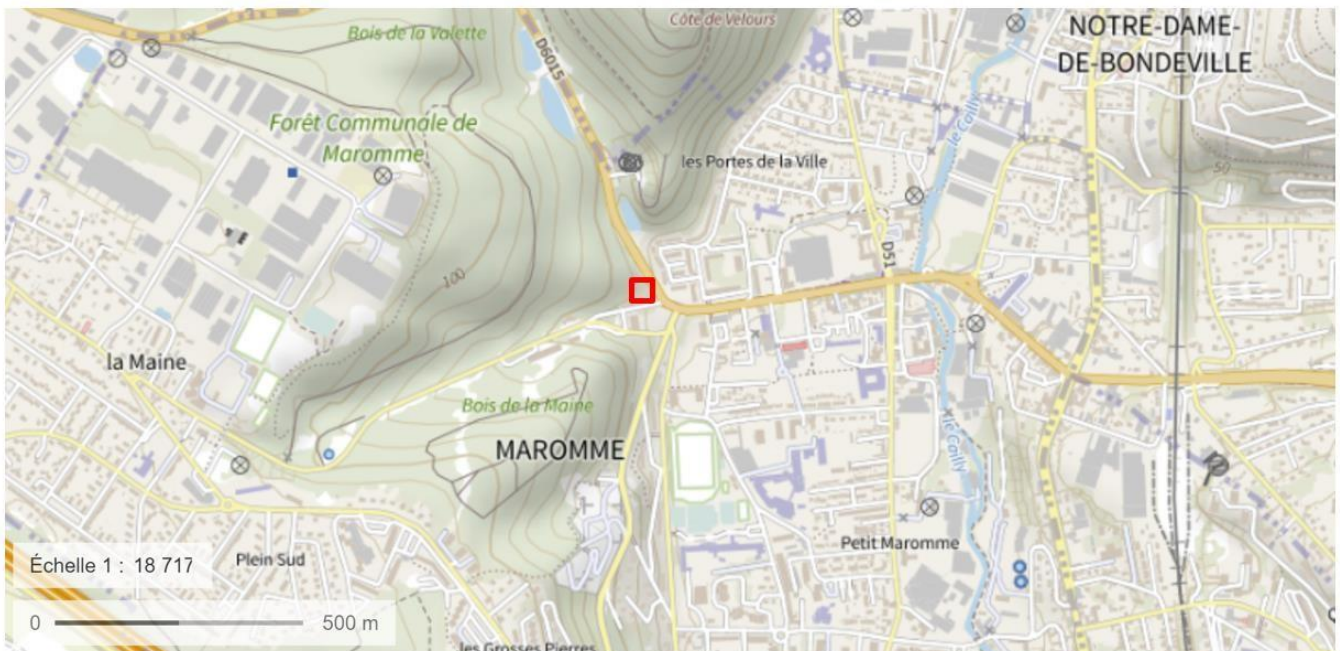 Côte de Velours
NOTRE-DAME-
DE-BONDEVILLE
Bois de la Valette
D6015
le Cailly
Forêt Communale de
Maromme
les Portes de la Ville
50
D51
100
la Maine
Bois de la Maine
MAROMME
le Cailly
Petit Maromme
Plein Sud
Échelle 1 : 18 717
0 500 m
les Grosses Pierres